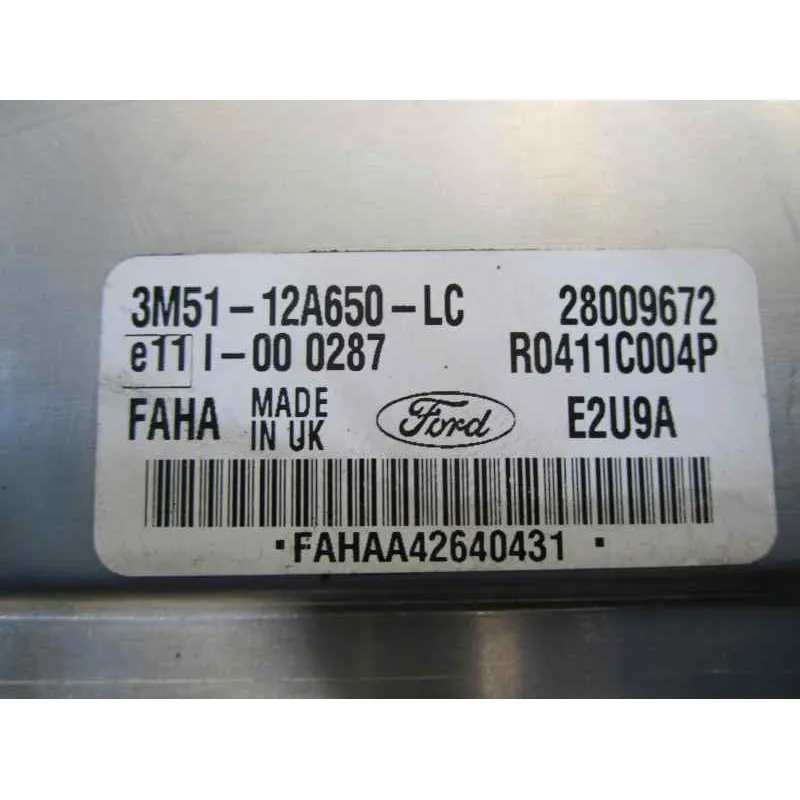 3M51-12A650-LC 28009672
e11 I-00 0287 R0411C004P
FAHA MADE IN UK Ford E2U9A
·FAHAA42640431 ·